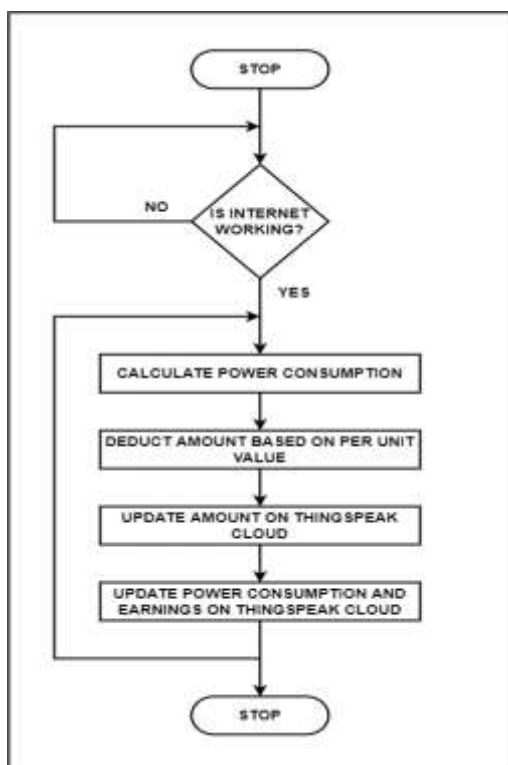 STOP
NO
IS INTERNET
WORKING?
YES
CALCULATE POWER CONSUMPTION
DEDUCT AMOUNT BASED ON PER UNIT
VALUE
UPDATE AMOUNT ON THINGSPEAK
CLOUD
UPDATE POWER CONSUMPTION AND
EARNINGS ON THINGSPEAK CLOUD
STOP